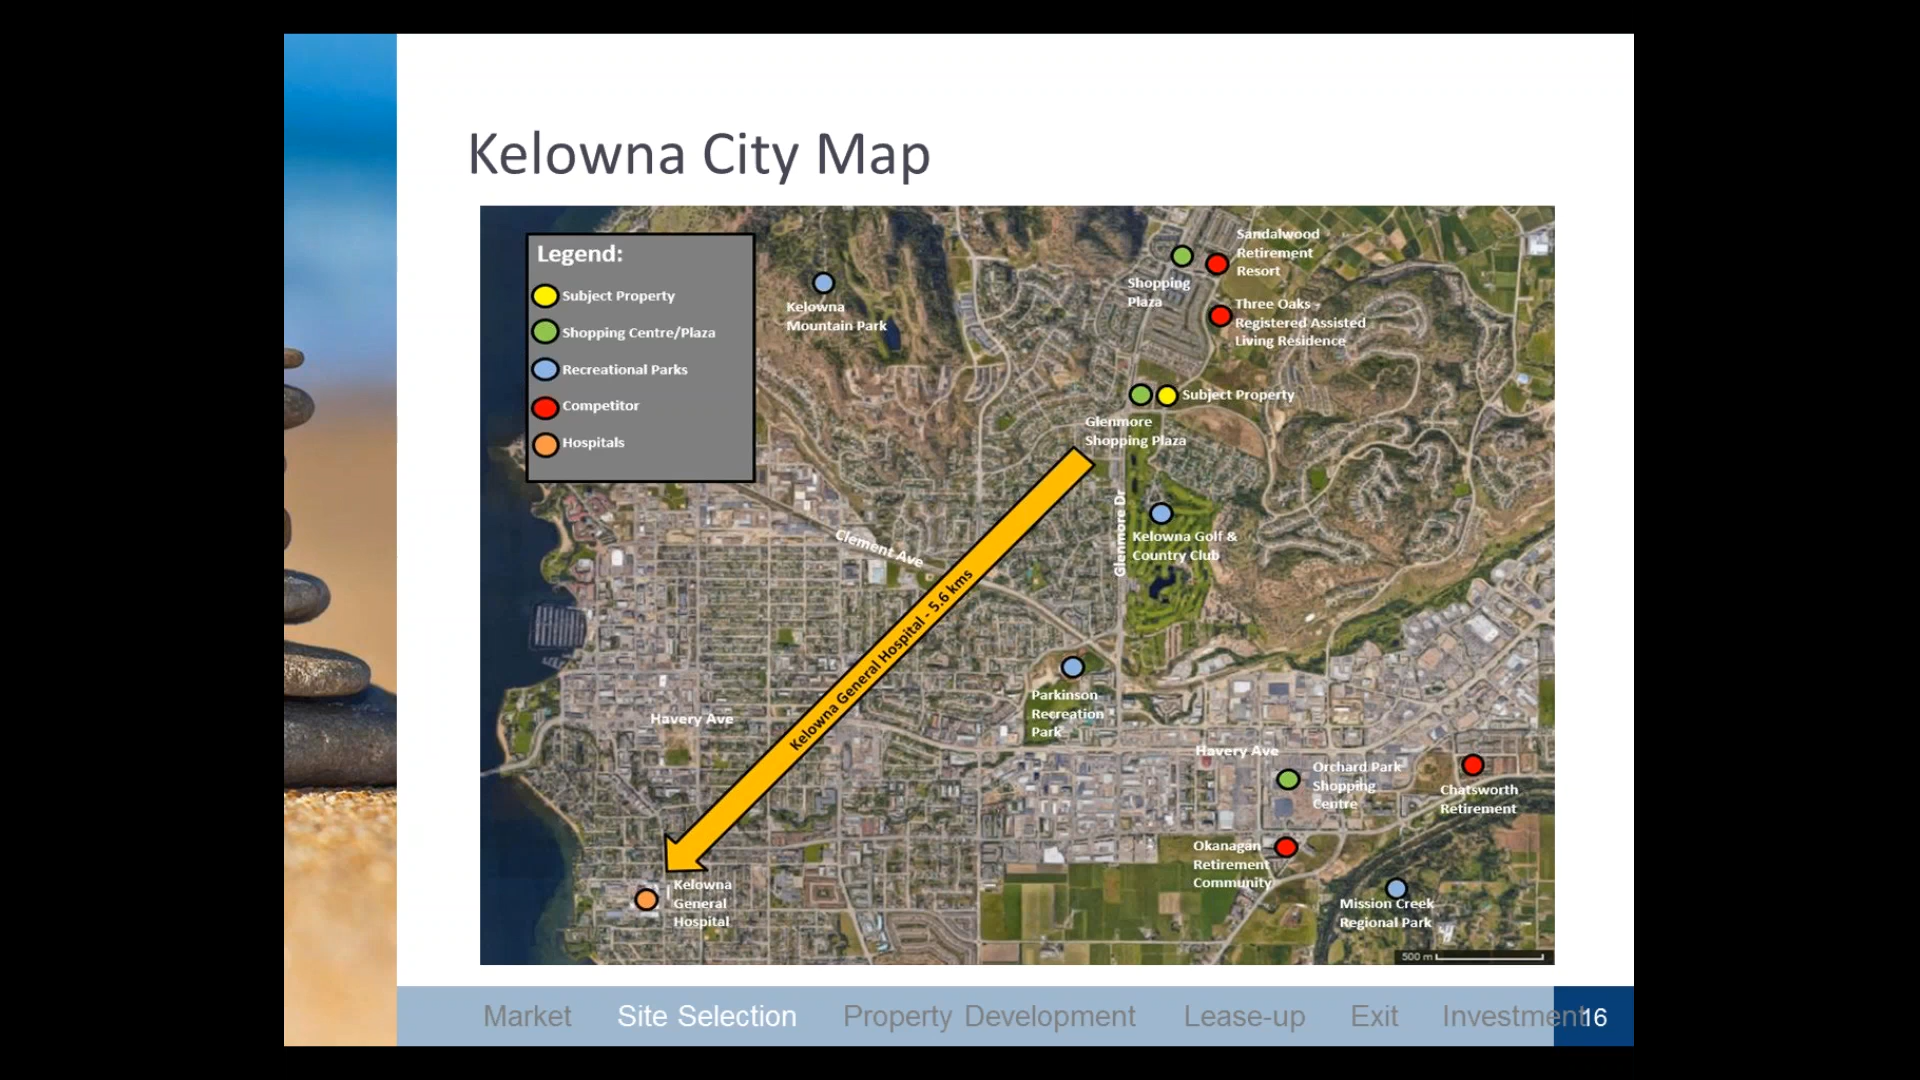 Kelowna City Map
Legend:
Subject Property
Shopping Centre/Plaza
Recreational Parks
Competitor
Hospitals
Kelowna
Mountain Park
Shopping
Plaza
Sandalwood
Retirement
Resort
Three Oaks -
Registered Assisted
Living Residence
Subject Property
Glenmore
Shopping Plaza
Glenmore Dr
Kelowna Golf &
Country Club
Clement Ave
Kelowna General Hospital - 5.6 kms
Parkinson
Recreation
Park
Havery Ave
Havery Ave
Orchard Park
Shopping
Centre
Chatsworth
Retirement
Okanagan
Retirement
Community
Kelowna
General
Hospital
Mission Creek
Regional Park
500 m
Market Site Selection Property Development Lease-up Exit Investment 16